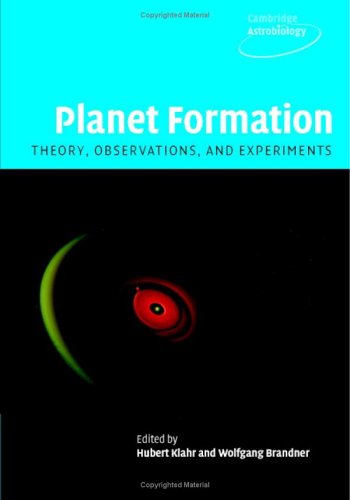 Copyrighted Material
Cambridge
Astrobiology
Planet Formation
THEORY, OBSERVATIONS, AND EXPERIMENTS
Edited by
Hubert Klahr and Wolfgang Brandner
Copyrighted Material